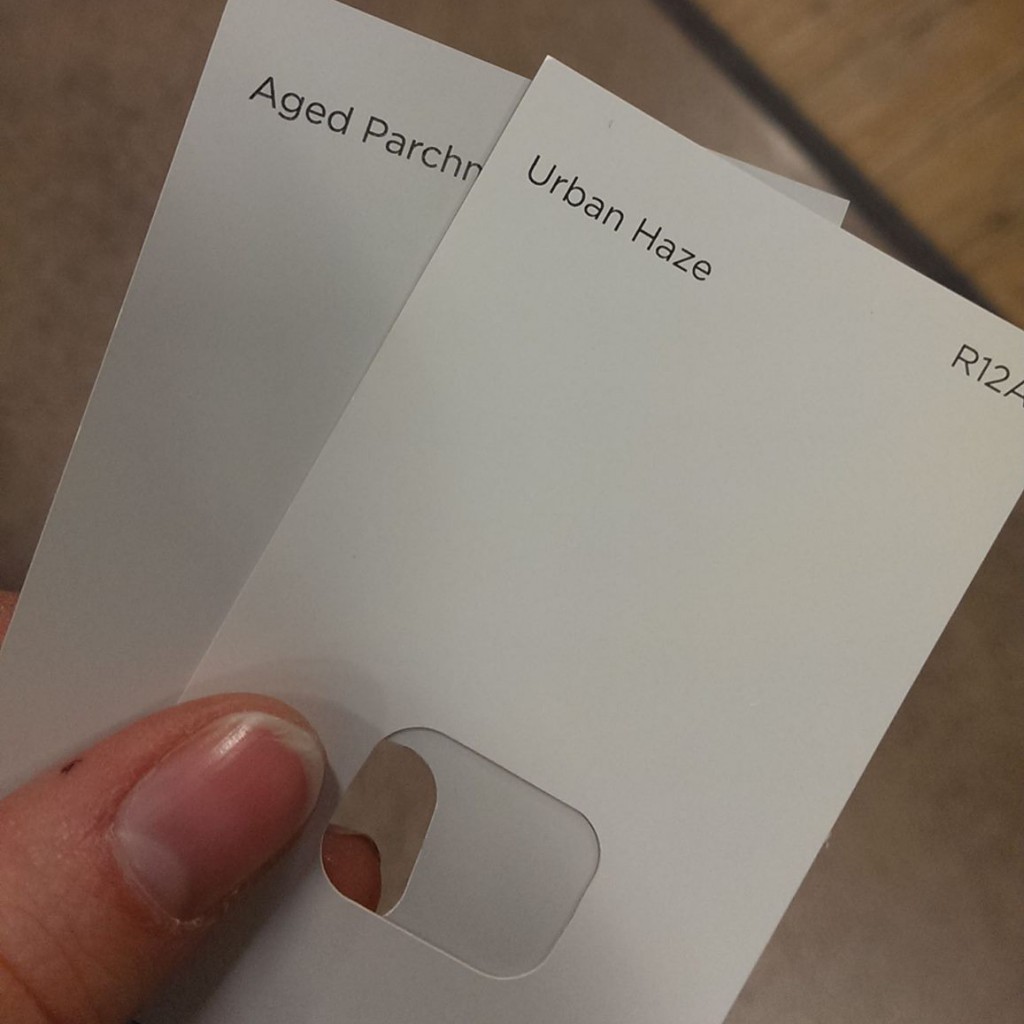 Aged Parchm
Urban Haze
R12A